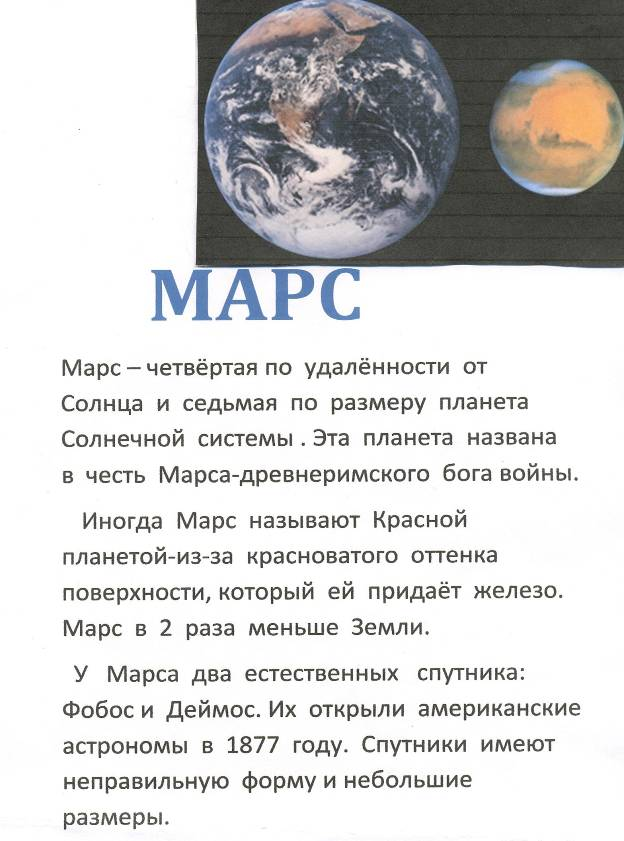 МАРС
Марс – четвёртая по удалённости от
Солнца и седьмая по размеру планета
Солнечной системы . Эта планета названа
в честь Марса-древнеримского бога войны.
Иногда Марс называют Красной
планетой-из-за красноватого оттенка
поверхности, который ей придаёт железо.
Марс в 2 раза меньше Земли.
У Марса два естественных спутника:
Фобос и Деймос. Их открыли американские
астрономы в 1877 году. Спутники имеют
неправильную форму и небольшие
размеры.